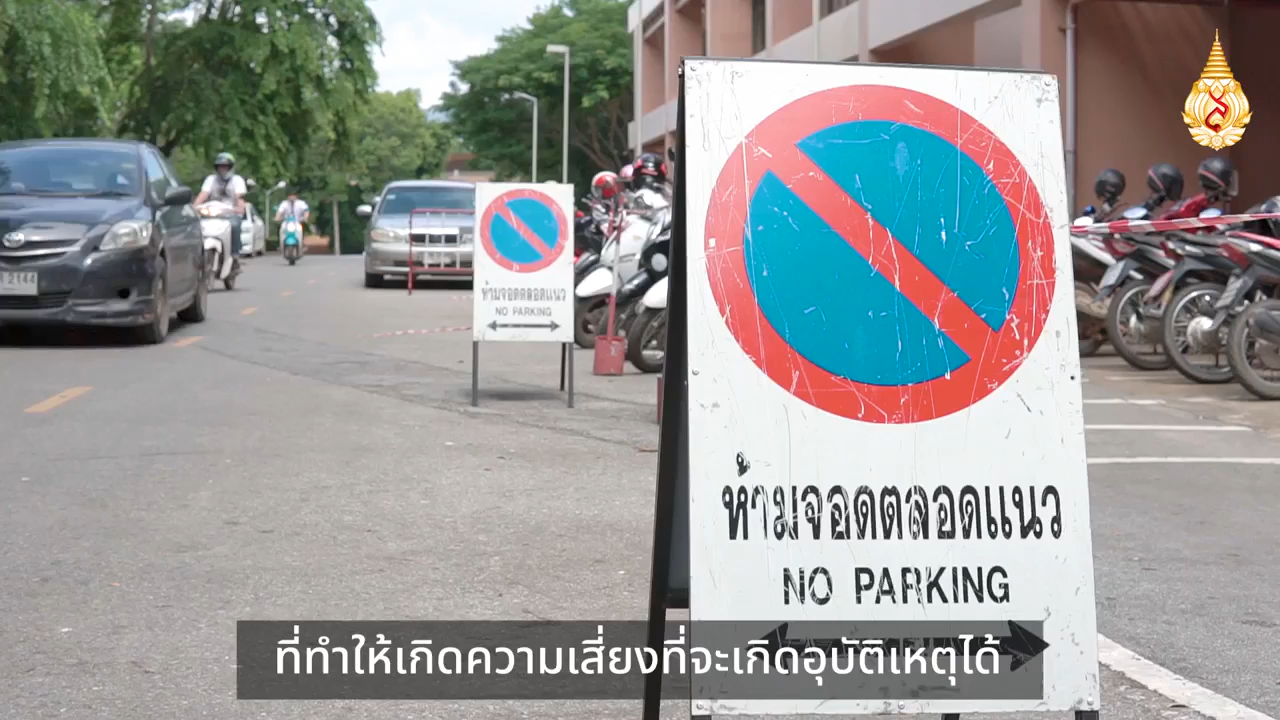 ห้ามจอดตลอดแนว
NO PARKING
ห้ามจอดตลอดแนว
NO PARKING
2144
ที่ทำให้เกิดความเสี่ยงที่จะเกิดอุบัติเหตุได้